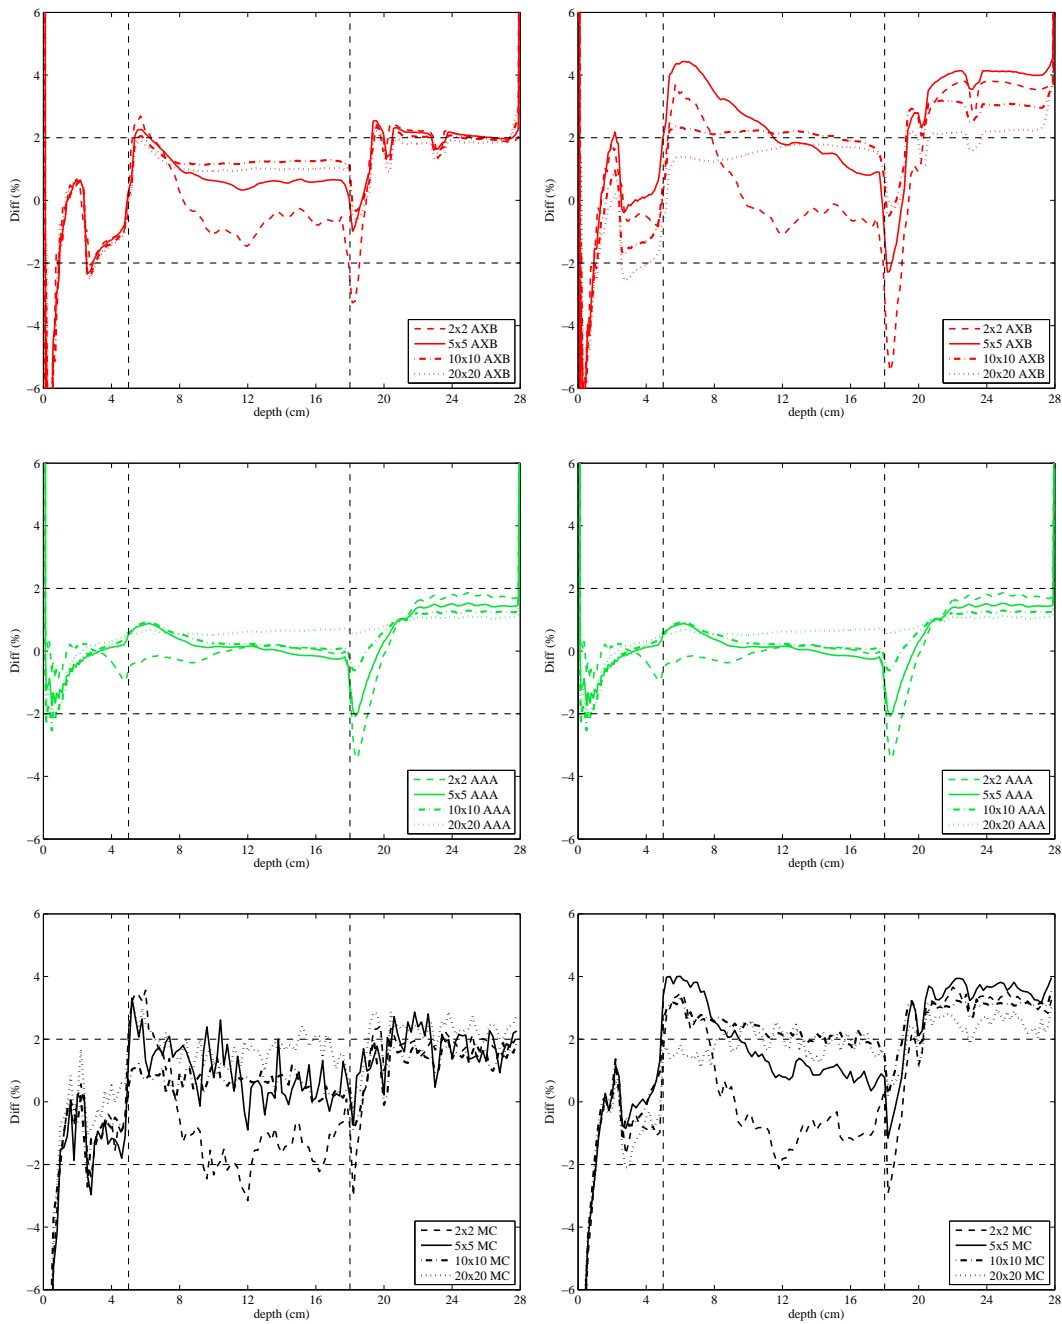 6
4
2
0
−2
−4
−6
Diff (%)
0 4 8 12 16 20 24 28
depth (cm)
2x2 AXB
5x5 AXB
10x10 AXB
20x20 AXB
6
4
2
0
−2
−4
−6
Diff (%)
0 4 8 12 16 20 24 28
depth (cm)
2x2 AXB
5x5 AXB
10x10 AXB
20x20 AXB
6
4
2
0
−2
−4
−6
Diff (%)
0 4 8 12 16 20 24 28
depth (cm)
2x2 AAA
5x5 AAA
10x10 AAA
20x20 AAA
6
4
2
0
−2
−4
−6
Diff (%)
0 4 8 12 16 20 24 28
depth (cm)
2x2 AAA
5x5 AAA
10x10 AAA
20x20 AAA
6
4
2
0
−2
−4
−6
Diff (%)
0 4 8 12 16 20 24 28
depth (cm)
2x2 MC
5x5 MC
10x10 MC
20x20 MC
6
4
2
0
−2
−4
−6
Diff (%)
0 4 8 12 16 20 24 28
depth (cm)
2x2 MC
5x5 MC
10x10 MC
20x20 MC